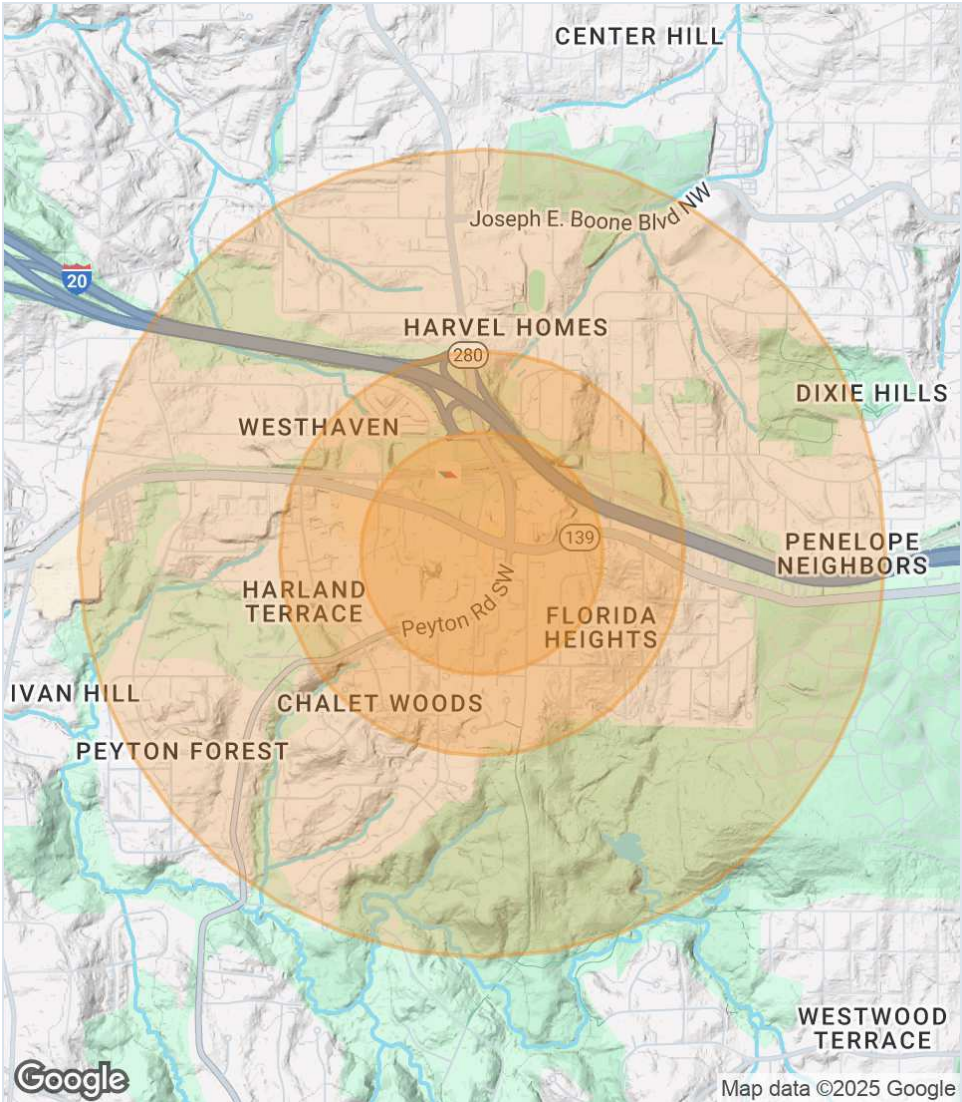 CENTER HILL
Joseph E. Boone Blvd NW
20
HARVEL HOMES
280
DIXIE HILLS
WESTHAVEN
139
PENELOPE
NEIGHBORS
HARLAND
TERRACE
Peyton Rd SW
FLORIDA
HEIGHTS
IVAN HILL
CHALET WOODS
PEYTON FOREST
WESTWOOD
TERRACE
Google
Map data ©2025 Google